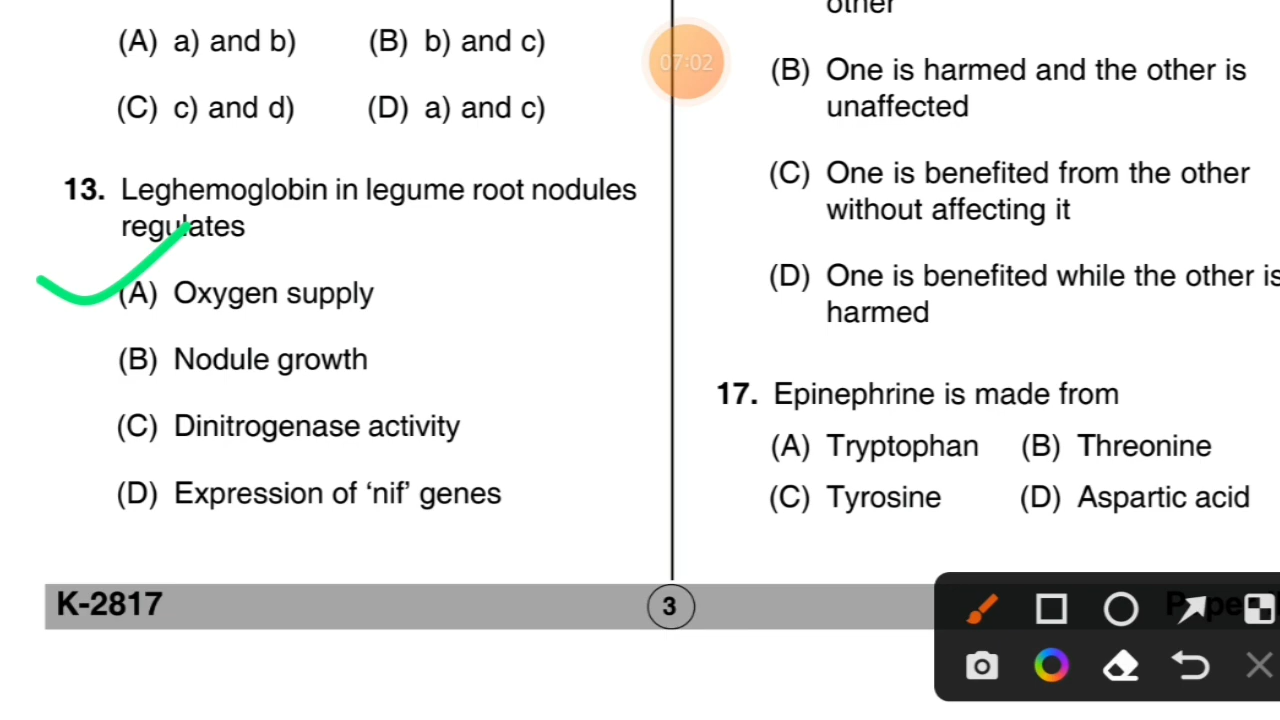 (A) a) and b) (B) b) and c)
(C) c) and d) (D) a) and c)
13. Leghemoglobin in legume root nodules
regulates
(A) Oxygen supply
(B) Nodule growth
(C) Dinitrogenase activity
(D) Expression of ‘nif’ genes
other
(B) One is harmed and the other is
unaffected
(C) One is benefited from the other
without affecting it
(D) One is benefited while the other is
harmed
17. Epinephrine is made from
(A) Tryptophan (B) Threonine
(C) Tyrosine (D) Aspartic acid
07:02
K-2817
3